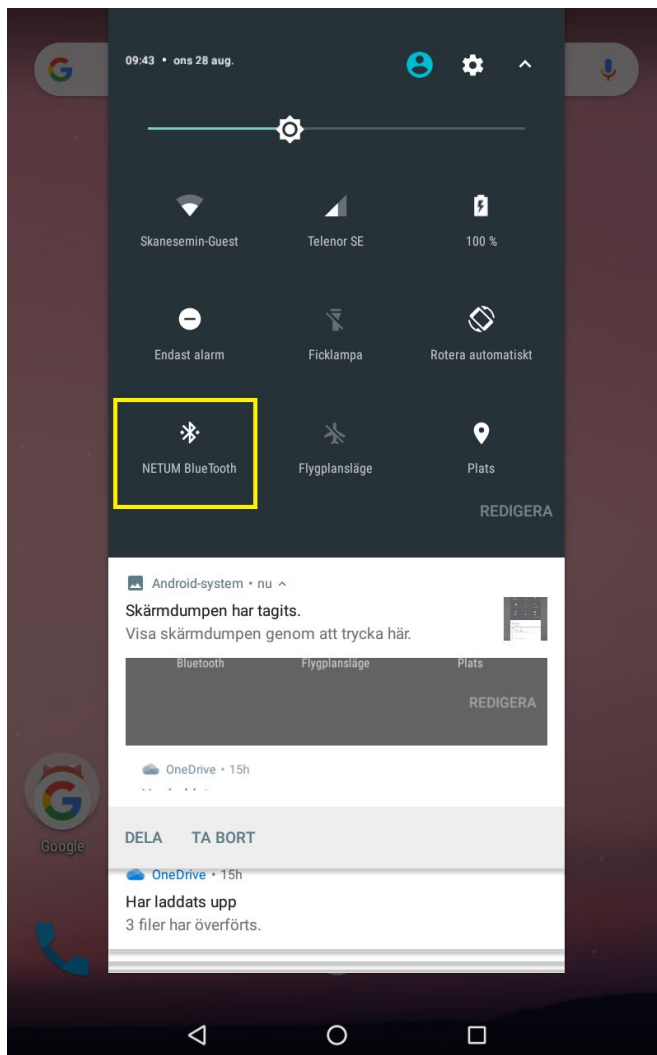 09:43 • ons 28 aug.
Skanesemin-Guest
Telenor SE
100 %
Endast alarm
Ficklampa
Rotera automatiskt
NETUM BlueTooth
Flygplansläge
Plats
REDIGERA
Android-system • nu
Skärmdumpen har tagits.
Visa skärmdumpen genom att trycka här.
Bluetooth
Flygplansläge
Plats
REDIGERA
OneDrive • 15h
DELA
TA BORT
OneDrive • 15h
Har laddats upp
3 filer har överförts.
Google